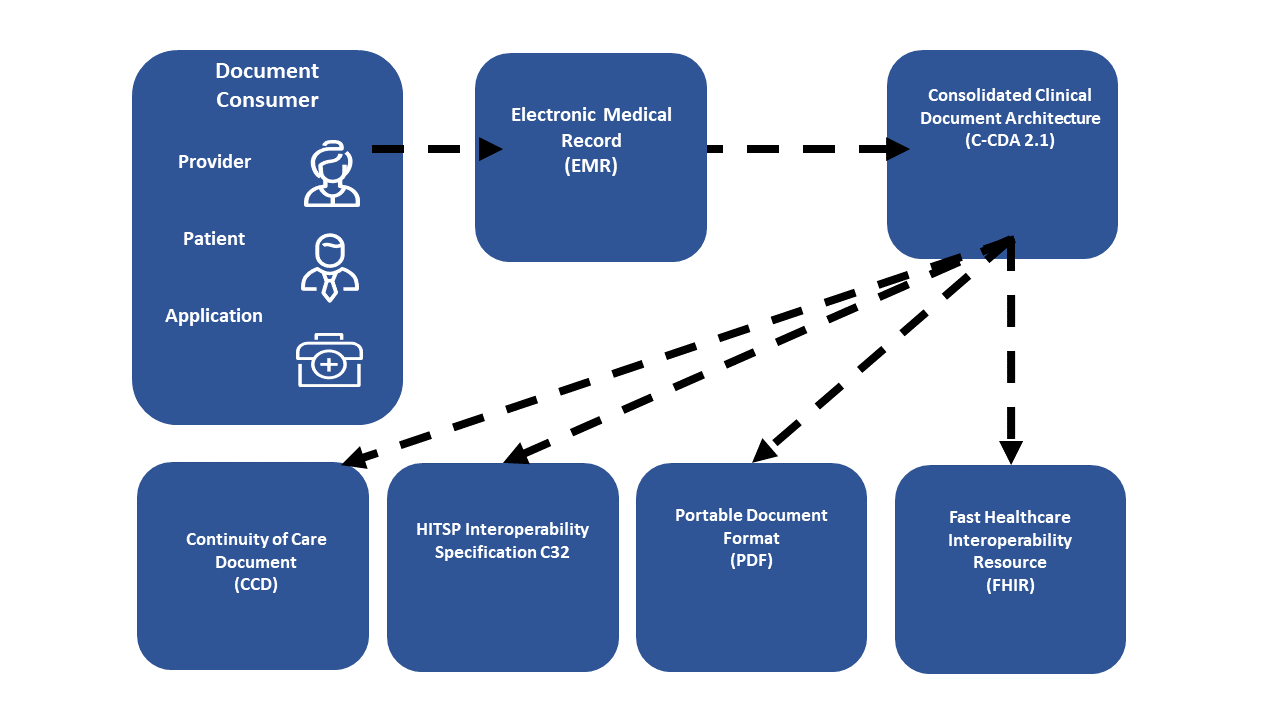 Document
Consumer
Provider
Patient
Application
Electronic Medical
Record
(EMR)
Consolidated Clinical
Document Architecture
(C-CDA 2.1)
Continuity of Care
Document
(CCD)
HITSP Interoperability
Specification C32
Portable Document
Format
(PDF)
Fast Healthcare
Interoperability
Resource
(FHIR)